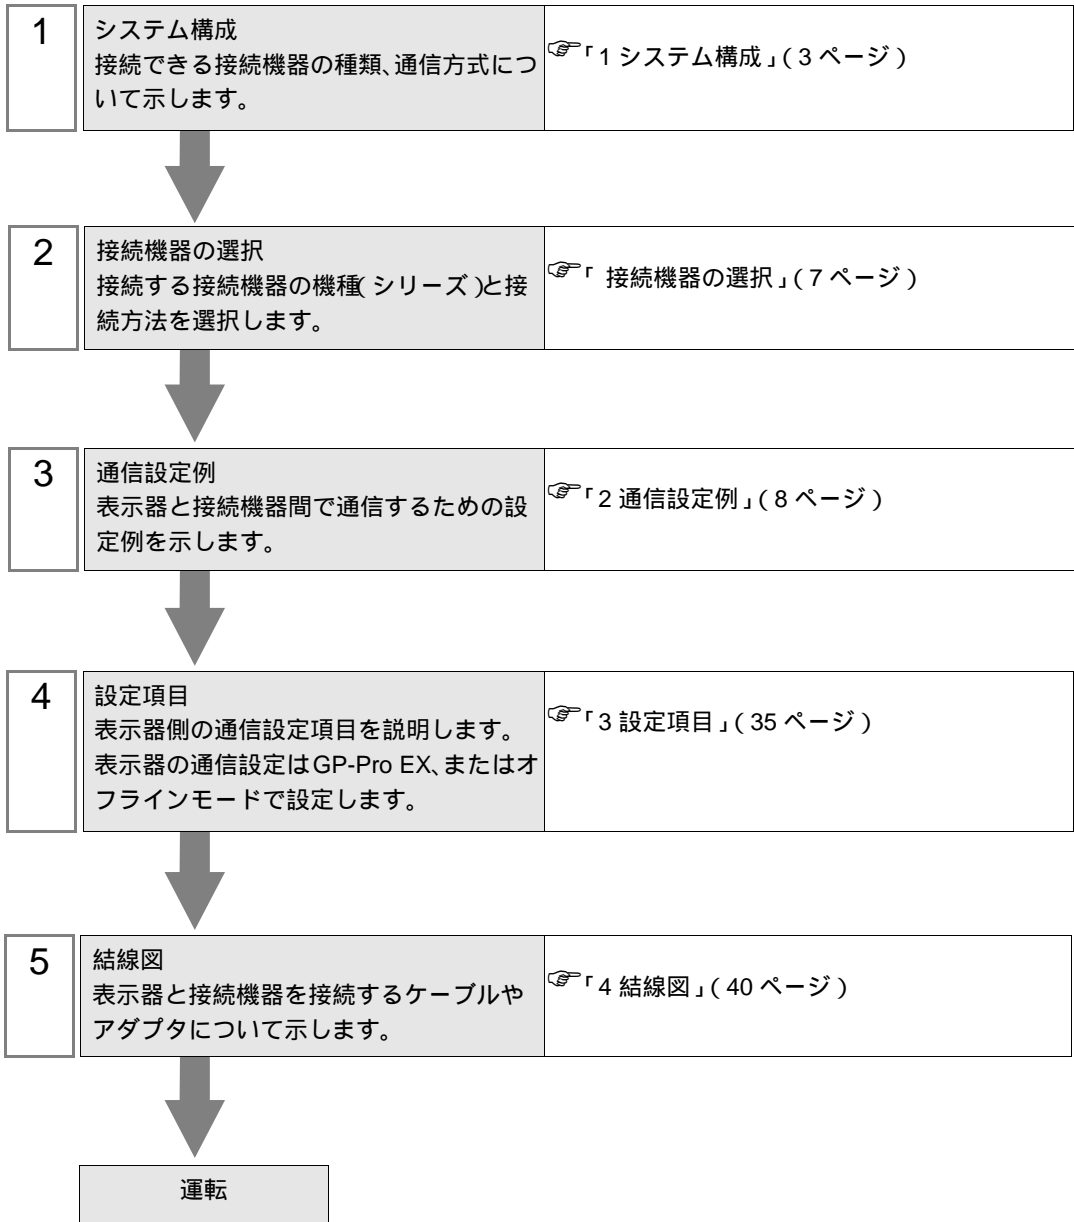 1
システム構成
接続できる接続機器の種類、通信方式につ
いて示します。
☞「1 システム構成」( 3 ページ )
2
接続機器の選択
接続する接続機器の機種( シリーズ )と接
続方法を選択します。
☞「 接続機器の選択」( 7 ページ )
3
通信設定例
表示器と接続機器間で通信するための設
定例を示します。
☞「2 通信設定例」( 8 ページ )
4
設定項目
表示器側の通信設定項目を説明します。
表示器の通信設定はGP-Pro EX、またはオ
フラインモードで設定します。
☞「3 設定項目」( 35 ページ )
5
結線図
表示器と接続機器を接続するケーブルや
アダプタについて示します。
☞「4 結線図」( 40 ページ )
運転